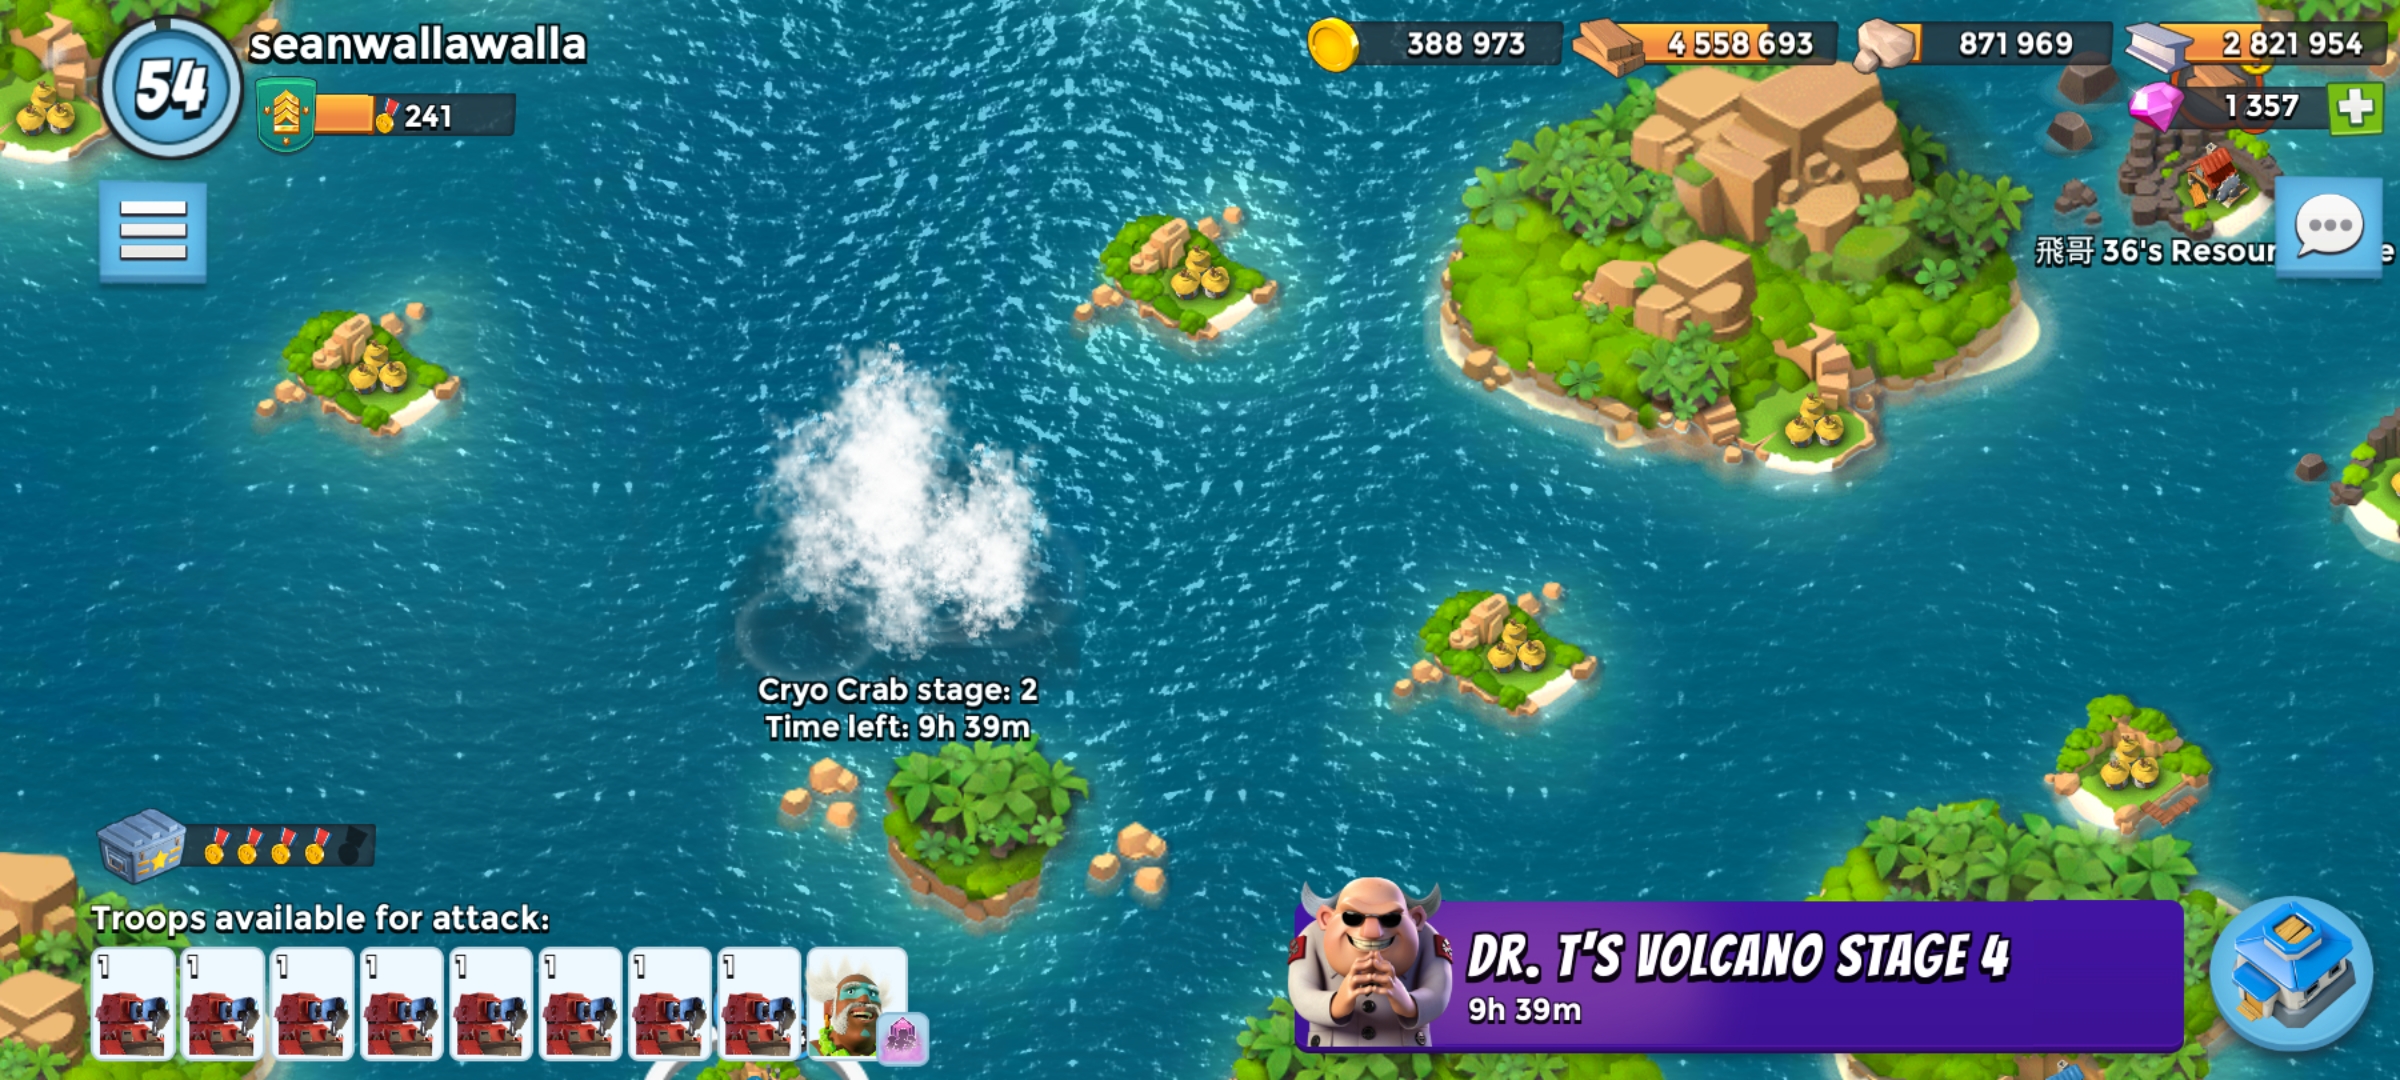 54
seanwallawalla
241
388 973
4 558 693
871 969
2 821 954
1 357
飛哥 36's Resour
e
Cryo Crab stage: 2
Time left: 9h 39m
Troops available for attack:
1 1 1 1 1 1 1 1
DR. T'S VOLCANO STAGE 4
9h 39m